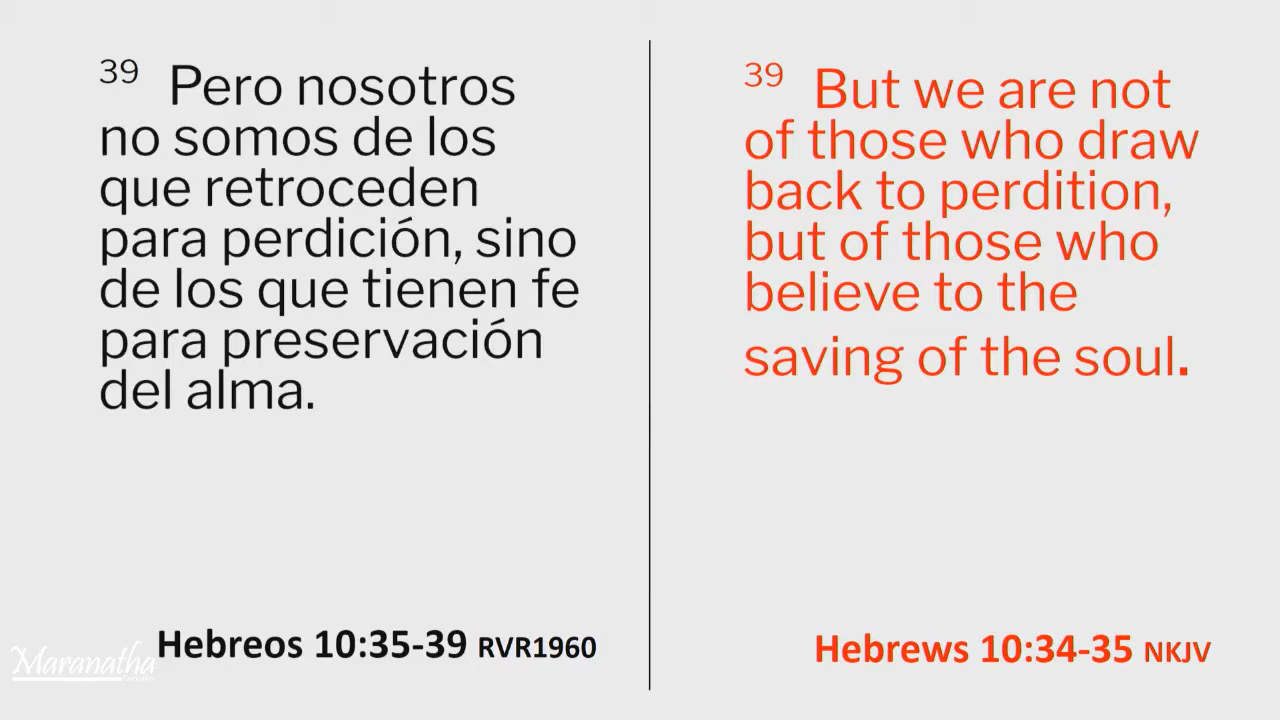 39 Pero nosotros
no somos de los
que retroceden
para perdición, sino
de los que tienen fe
para preservación
del alma.
Hebreos 10:35-39 RVR1960
39 But we are not
of those who draw
back to perdition,
but of those who
believe to the
saving of the soul.
Hebrews 10:34-35 NKJV
Maranatha